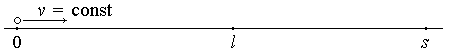 v = const
0 l s